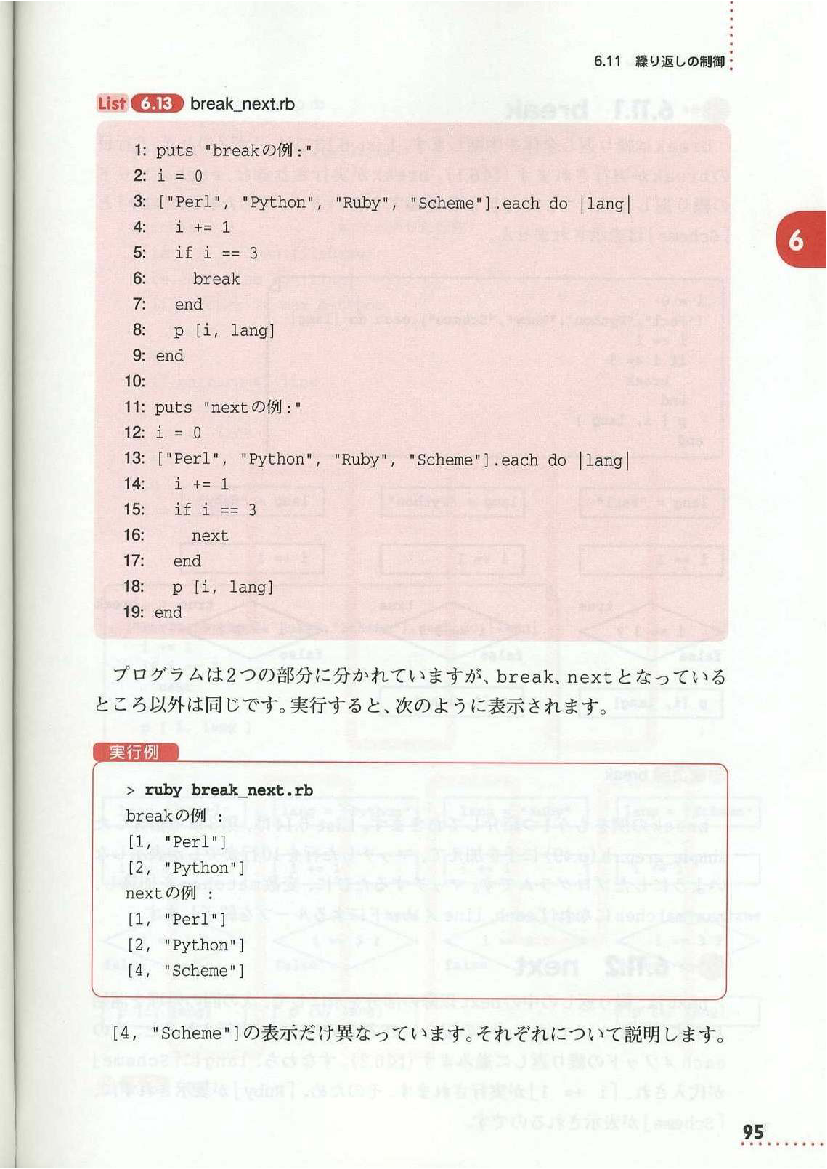 6.11 繰り返しの制御
List 6.13 break_next.rb
1: puts "breakの例:"
2: i = 0
3: ["Perl", "Python", "Ruby", "Scheme"].each do |lang|
4:   i += 1
5:   if i == 3
6:     break
7:   end
8:   p [i, lang]
9: end
10:
11: puts "nextの例:"
12: i = 0
13: ["Perl", "Python", "Ruby", "Scheme"].each do |lang|
14:   i += 1
15:   if i == 3
16:     next
17:   end
18:   p [i, lang]
19: end
6
プログラムは2つの部分に分かれていますが、break、nextとなっている
ところ以外は同じです。実行すると、次のように表示されます。
実行例
> ruby break_next.rb
breakの例 :
[1, "Perl"]
[2, "Python"]
nextの例 :
[1, "Perl"]
[2, "Python"]
[4, "Scheme"]
[4, "Scheme"]の表示だけ異なっています。それぞれについて説明します。
95